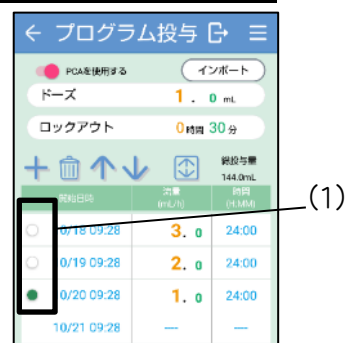 プログラム投与
PCAを使用する インポート
ドーズ 1.0 mL
ロックアウト 0時間 30分
総投与量
144.0mL
開始日時 流量 (mL/h) 時間 (H:MM)
0/18 09:28 3.0 24:00
(1)
0/19 09:28 2.0 24:00
0/20 09:28 1.0 24:00
10/21 09:28 — —